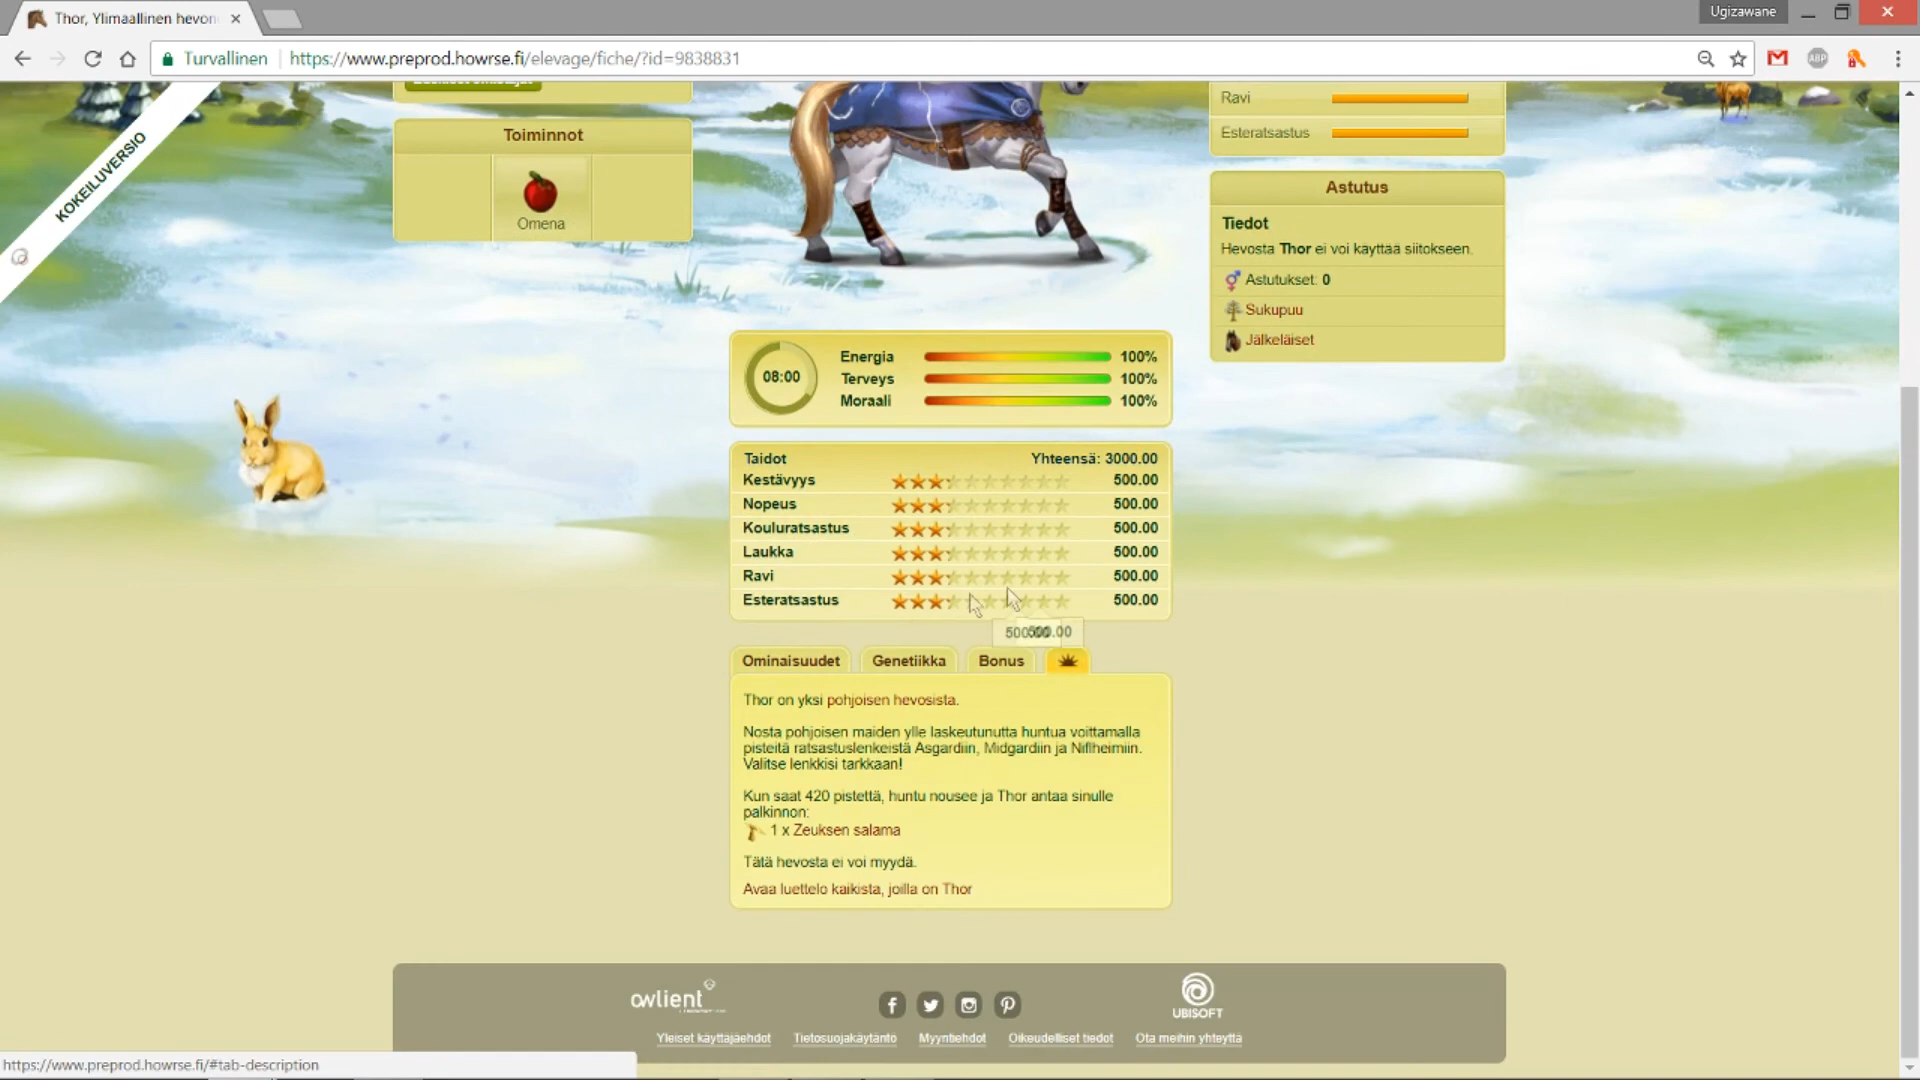 Thor, Ylimaallinen hevon
Ugizawane
Turvallinen
https://www.preprod.howrse.fi/elevage/fiche/?id=9838831
ABP
KOKEILUVERSIO
Toiminnot
Omena
Ravi
Esteratsastus
Astutus
Tiedot
Hevosta Thor ei voi käyttää siitokseen.
Astutukset: 0
Sukupuu
Jälkeläiset
08:00
Energia 100%
Terveys 100%
Moraali 100%
Taidot Yhteensä: 3000.00
Kestävyys 500.00
Nopeus 500.00
Kouluratsastus 500.00
Laukka 500.00
Ravi 500.00
Esteratsastus 500.00
Ominaisuudet Genetiikka Bonus
Thor on yksi pohjoisen hevosista.
Nosta pohjoisen maiden ylle laskeutunutta huntua voittamalla
pisteitä ratsastuslenkeistä Asgardiin, Midgardiin ja Niflheimiin.
Valitse lenkkisi tarkkaan!
Kun saat 420 pistettä, huntu nousee ja Thor antaa sinulle
palkinnon:
1 x Zeuksen salama
Tätä hevosta ei voi myydä.
Avaa luettelo kaikista, joilla on Thor
owlient
UBISOFT
Yleiset käyttäjäehdot Tietosuojakäytäntö Myyntiehdot Oikeudelliset tiedot Ota meihin yhteyttä
https://www.preprod.howrse.fi/#tab-description